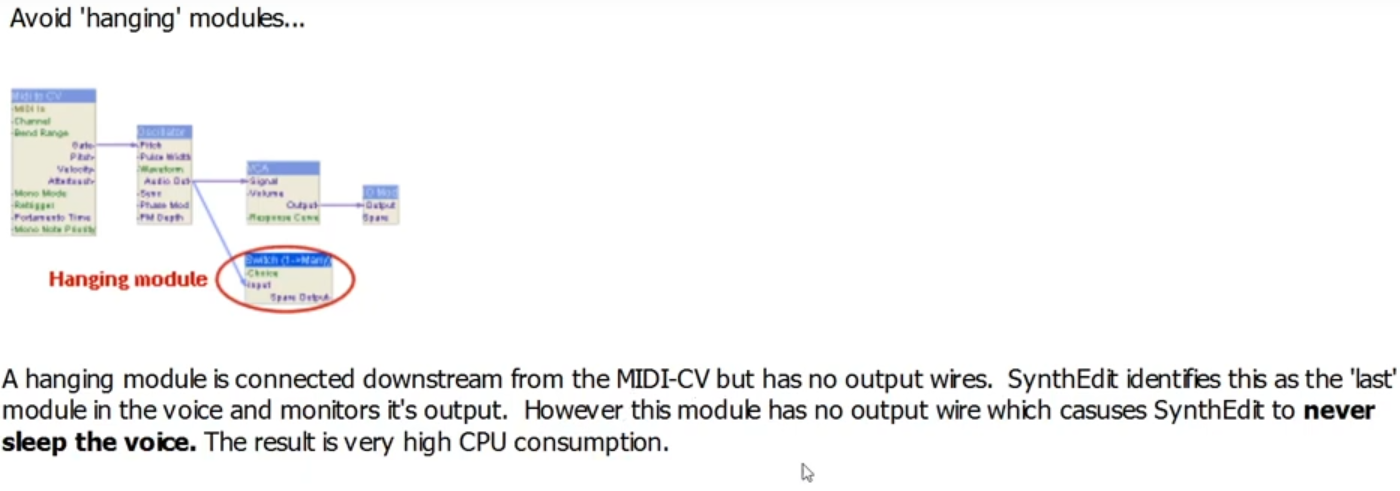 Avoid 'hanging' modules...
Midi to CV
MIDI In
Channel
Bend Range
Gate
Pitch
Velocity
Aftertouch
Mono Mode
Retrigger
Portamento Time
Mono Note Priority
Oscillator
Pitch
Pulse Width
Waveform
Audio Out
Sync
Phase Mod
PM Depth
VCA
Signal
Volume
Output
Response Curve
IO Mod
Output
Spare
Hanging module
Switch (1->Many)
Choice
Input
Spare Output
A hanging module is connected downstream from the MIDI-CV but has no output wires. SynthEdit identifies this as the 'last'
module in the voice and monitors it's output. However this module has no output wire which casuses SynthEdit to never
sleep the voice. The result is very high CPU consumption.